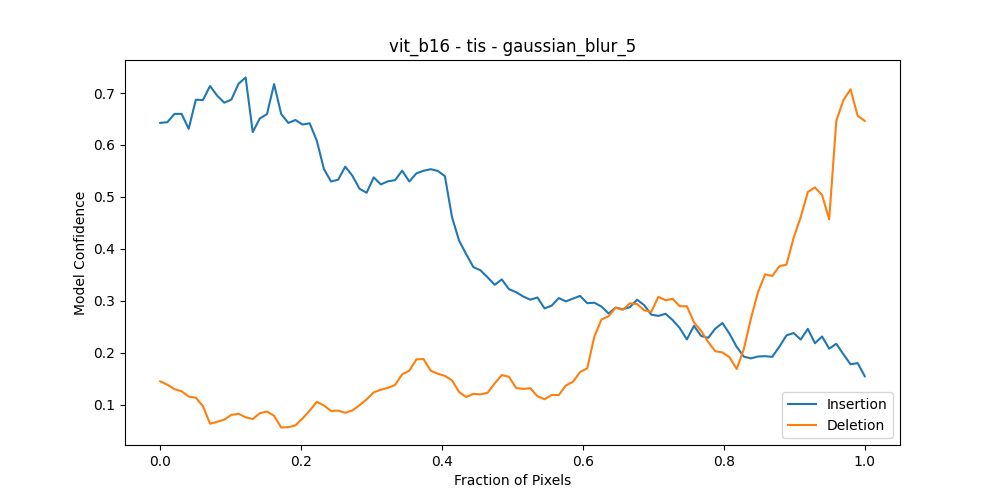 vit_b16 - tis - gaussian_blur_5
Model Confidence
0.7
0.6
0.5
0.4
0.3
0.2
0.1
0.0
0.2
0.4
0.6
0.8
1.0
Fraction of Pixels
Insertion
Deletion